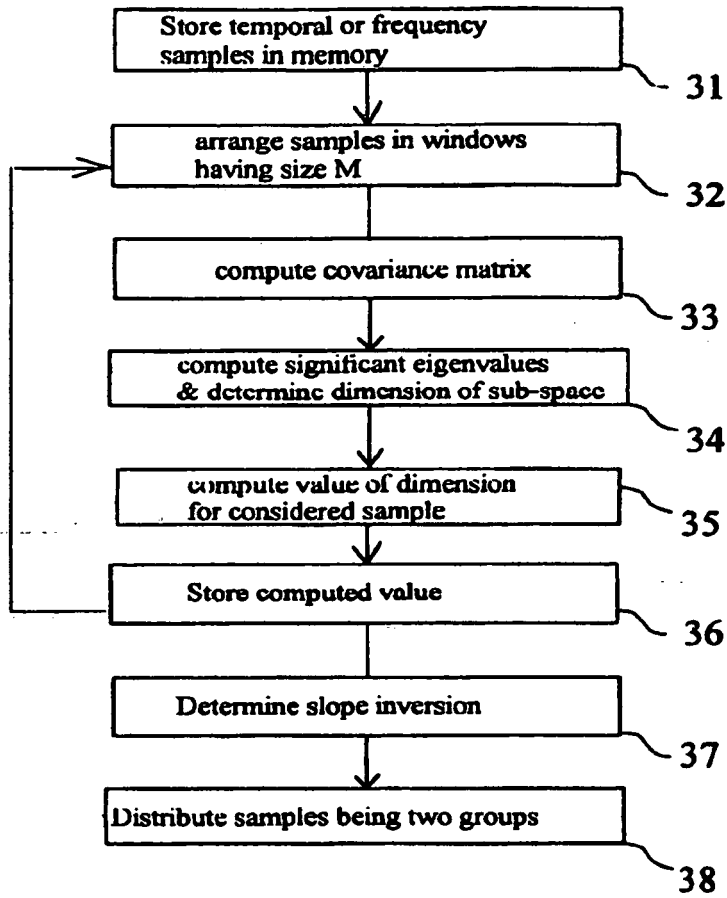 Store temporal or frequency
samples in memory
31
arrange samples in windows
having size M
32
compute covariance matrix
33
compute significant eigenvalues
& determine dimension of sub-space
34
compute value of dimension
for considered sample
35
Store computed value
36
Determine slope inversion
37
Distribute samples being two groups
38